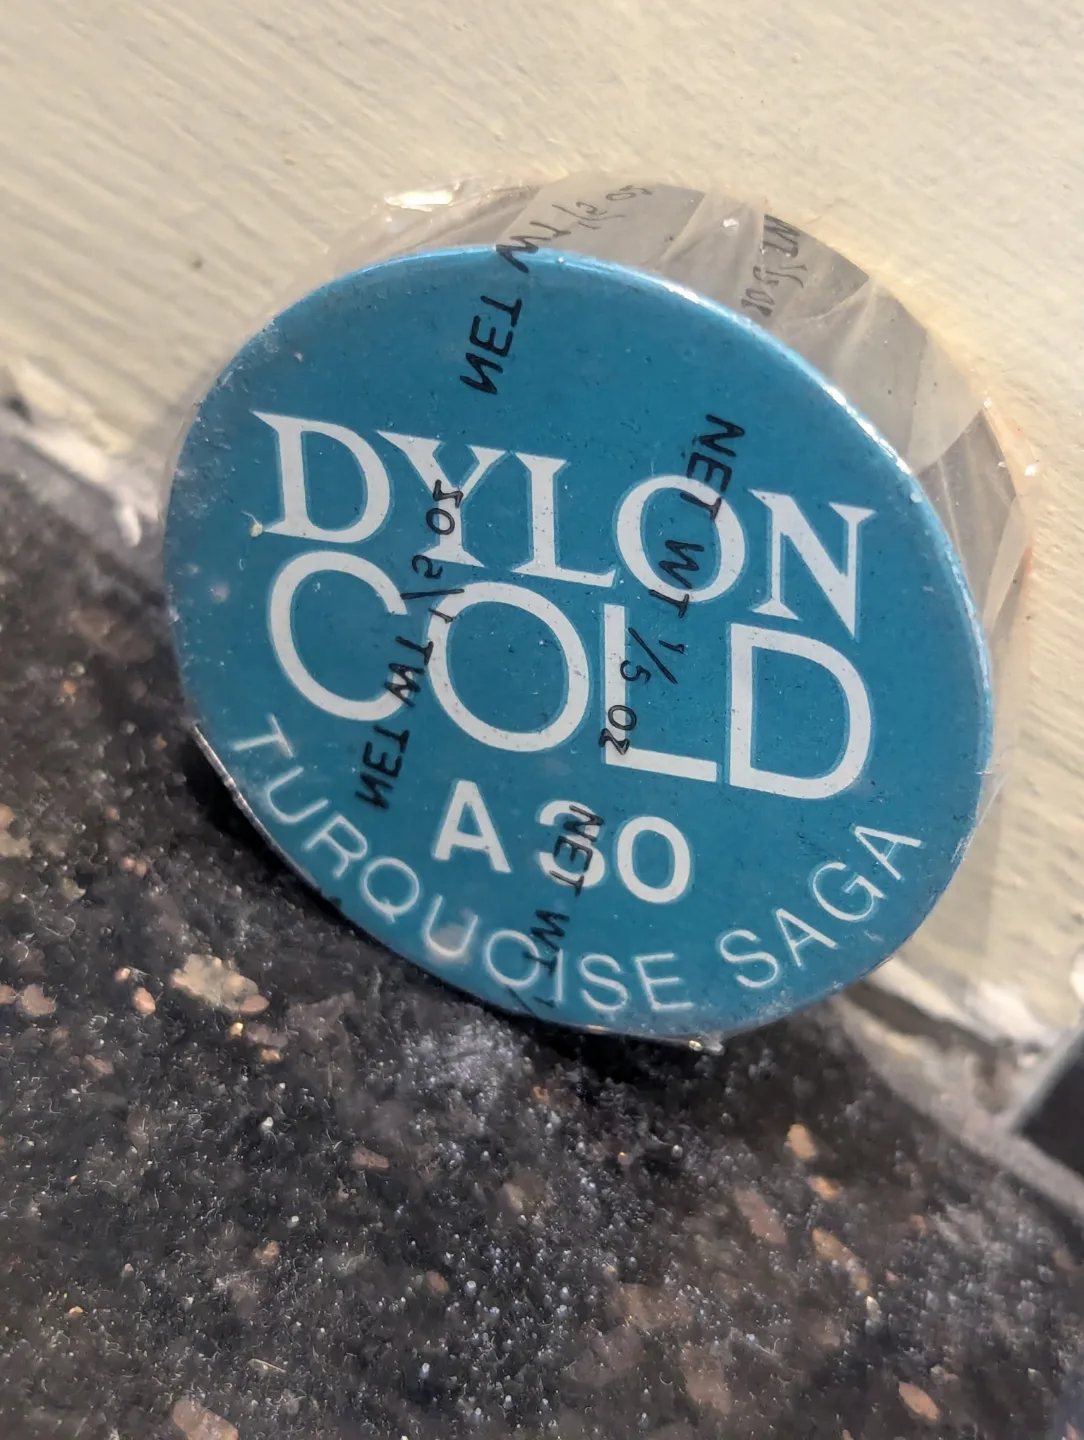 DYLON
COLD
A 30
TURQUOISE SAGA
NET WT 1/5 OZ
NET WT
NET WT 1/5 OZ
NET WT